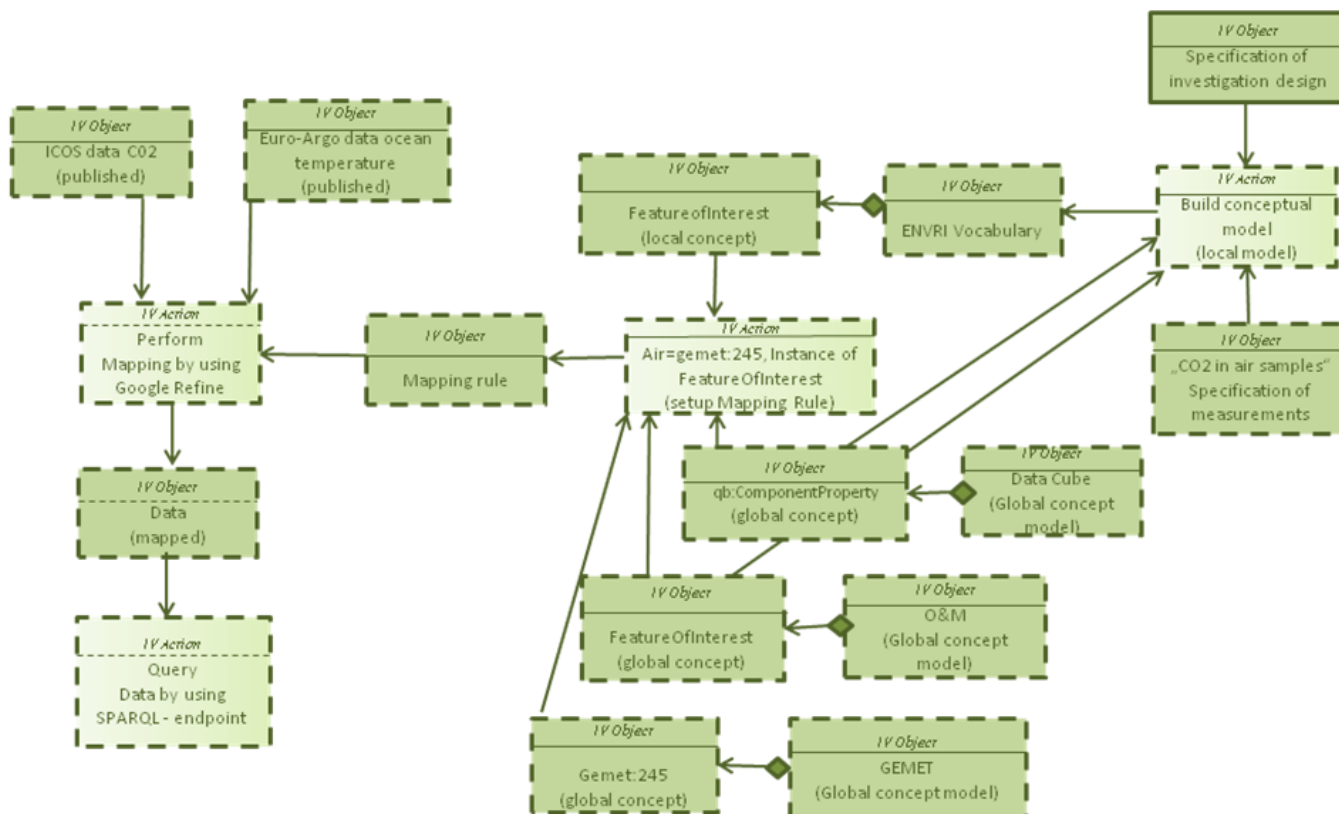 IV Object
Specification of
investigation design
IV Object
ICOS data C02
(published)
IV Object
Euro-Argo data ocean
temperature
(published)
IV Object
FeatureofInterest
(local concept)
IV Object
ENVRI Vocabulary
IV Action
Build conceptual
model
(local model)
IV Action
Perform
Mapping by using
Google Refine
IV Object
Mapping rule
IV Action
Air=gemet:245, Instance of
FeatureOfInterest
(setup Mapping Rule)
IV Object
„CO2 in air samples“
Specification of
measurements
IV Object
Data
(mapped)
IV Object
qb:ComponentProperty
(global concept)
IV Object
Data Cube
(Global concept
model)
IV Object
FeatureOfInterest
(global concept)
IV Object
O&M
(Global concept
model)
IV Action
Query
Data by using
SPARQL - endpoint
IV Object
Gemet:245
(global concept)
IV Object
GEMET
(Global concept model)